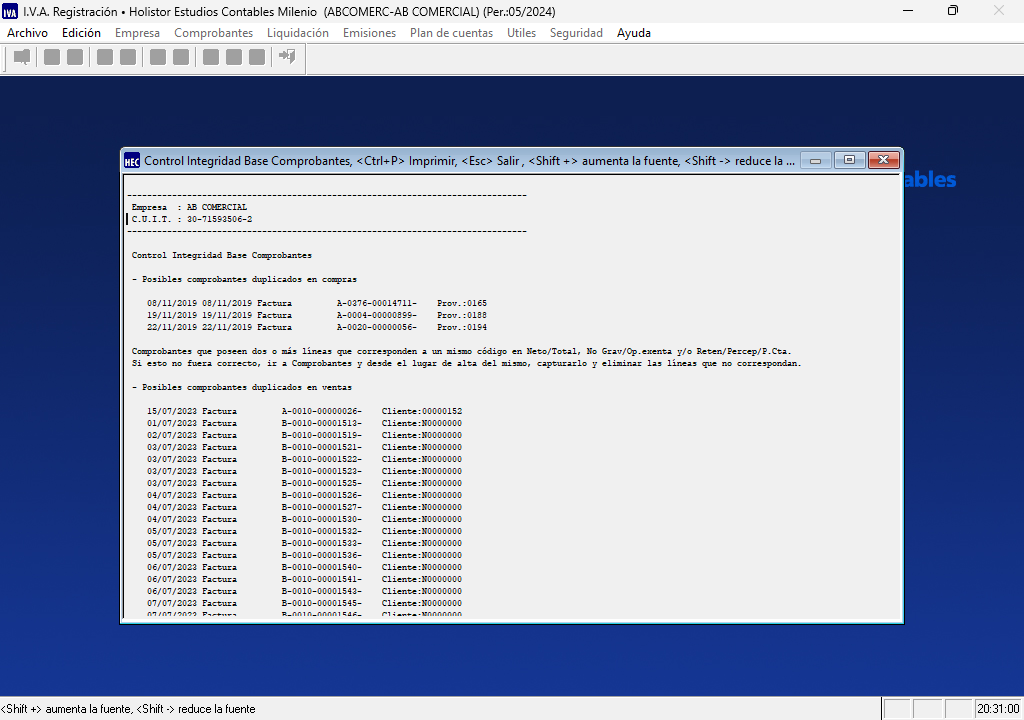 I.V.A. Registración • Holistor Estudios Contables Milenio  (ABCOMERC-AB COMERCIAL) (Per.:05/2024)
Archivo Edición Empresa Comprobantes Liquidación Emisiones Plan de cuentas Utiles Seguridad Ayuda
HEC Control Integridad Base Comprobantes, <Ctrl+P> Imprimir, <Esc> Salir , <Shift +> aumenta la fuente, <Shift -> reduce la ...
ables
--------------------------------------------------------------------------------
Empresa  : AB COMERCIAL
C.U.I.T. : 30-71593506-2
--------------------------------------------------------------------------------
Control Integridad Base Comprobantes
- Posibles comprobantes duplicados en compras
08/11/2019 08/11/2019 Factura         A-0376-00014711-    Prov.:0165
19/11/2019 19/11/2019 Factura         A-0004-00000899-    Prov.:0188
22/11/2019 22/11/2019 Factura         A-0020-00000056-    Prov.:0194
Comprobantes que poseen dos o más líneas que corresponden a un mismo código en Neto/Total, No Grav/Op.exenta y/o Reten/Percep/P.Cta.
Si esto no fuera correcto, ir a Comprobantes y desde el lugar de alta del mismo, capturarlo y eliminar las líneas que no correspondan.
- Posibles comprobantes duplicados en ventas
15/07/2023 Factura         A-0010-00000026-    Cliente:00000152
01/07/2023 Factura         B-0010-00001513-    Cliente:N0000000
02/07/2023 Factura         B-0010-00001519-    Cliente:N0000000
03/07/2023 Factura         B-0010-00001521-    Cliente:N0000000
03/07/2023 Factura         B-0010-00001522-    Cliente:N0000000
03/07/2023 Factura         B-0010-00001523-    Cliente:N0000000
03/07/2023 Factura         B-0010-00001525-    Cliente:N0000000
04/07/2023 Factura         B-0010-00001526-    Cliente:N0000000
04/07/2023 Factura         B-0010-00001527-    Cliente:N0000000
04/07/2023 Factura         B-0010-00001530-    Cliente:N0000000
05/07/2023 Factura         B-0010-00001532-    Cliente:N0000000
05/07/2023 Factura         B-0010-00001533-    Cliente:N0000000
05/07/2023 Factura         B-0010-00001536-    Cliente:N0000000
06/07/2023 Factura         B-0010-00001540-    Cliente:N0000000
06/07/2023 Factura         B-0010-00001541-    Cliente:N0000000
06/07/2023 Factura         B-0010-00001543-    Cliente:N0000000
07/07/2023 Factura         B-0010-00001545-    Cliente:N0000000
07/07/2023 Factura         B-0010-00001546-    Cliente:N0000000
<Shift +> aumenta la fuente, <Shift -> reduce la fuente
20:31:00